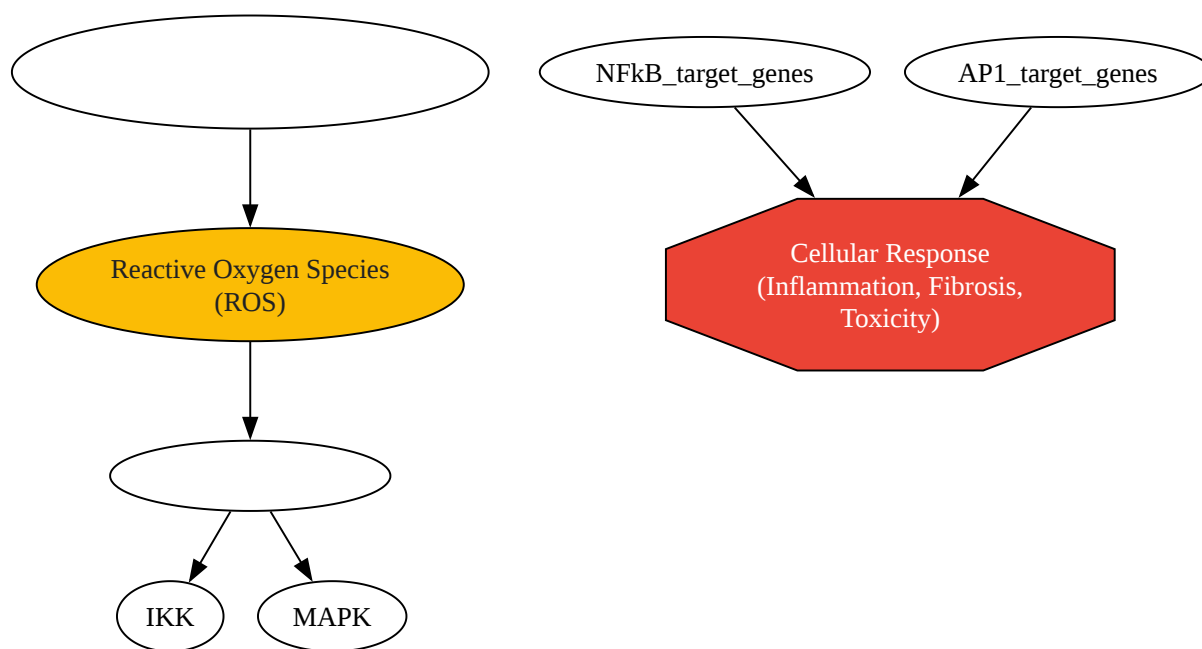 NFkB_target_genes
AP1_target_genes
Reactive Oxygen Species
(ROS)
Cellular Response
(Inflammation, Fibrosis,
Toxicity)
IKK
MAPK